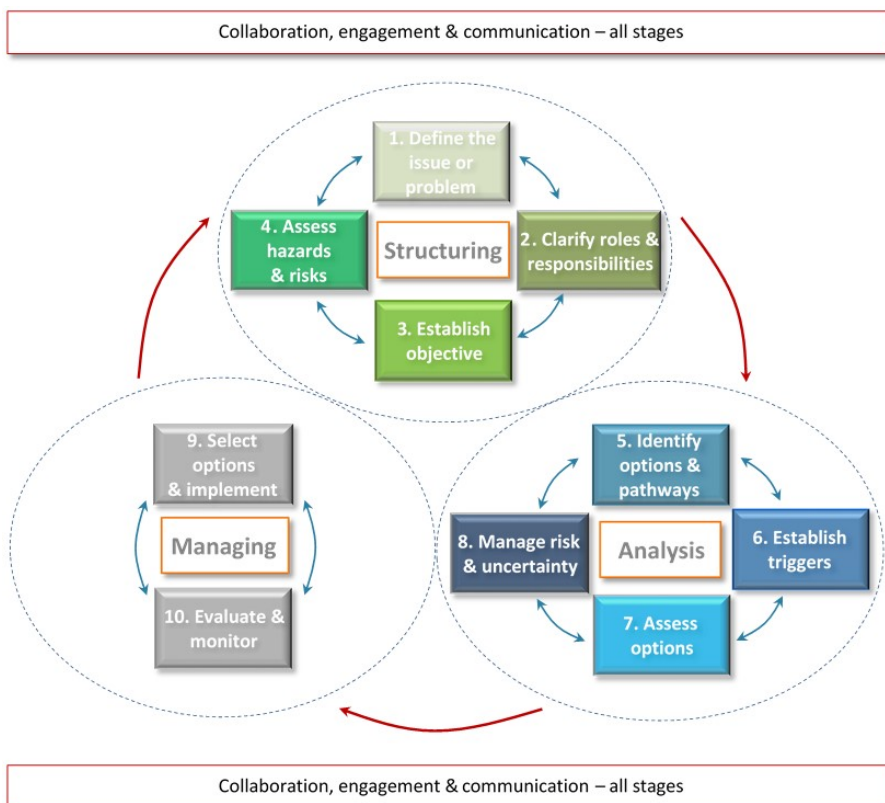 Collaboration, engagement & communication – all stages
1. Define the
issue or
problem
4. Assess
hazards
& risks
Structuring
2. Clarify roles &
responsibilities
3. Establish
objective
9. Select
options
& implement
Managing
10. Evaluate &
monitor
5. Identify
options &
pathways
8. Manage risk
& uncertainty
Analysis
6. Establish
triggers
7. Assess
options
Collaboration, engagement & communication – all stages